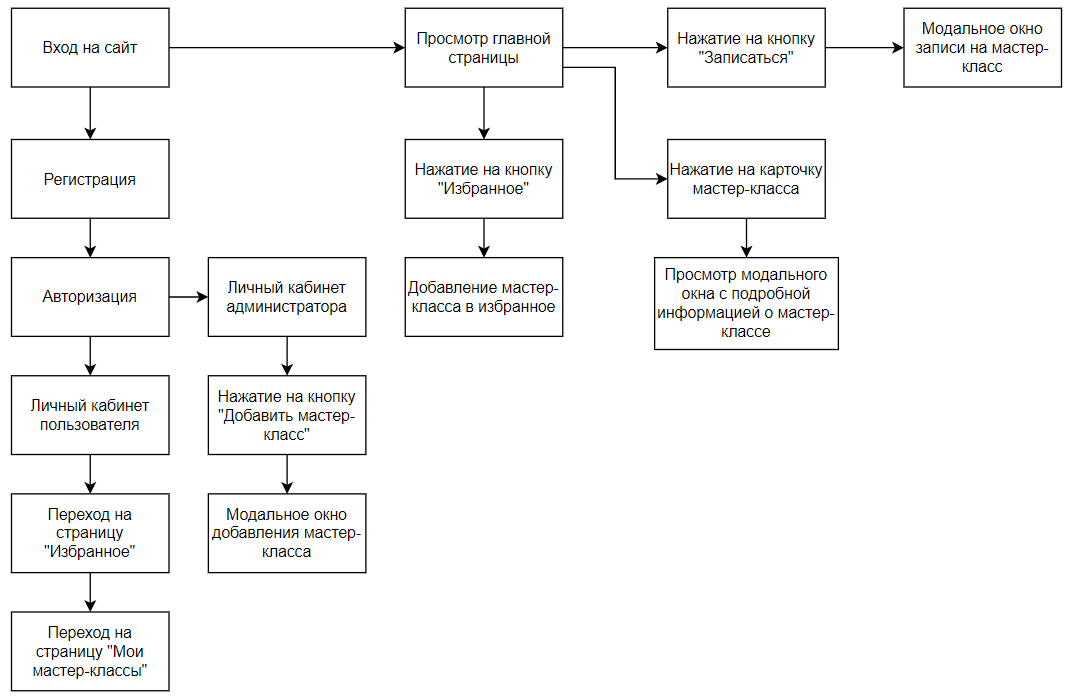 Вход на сайт
Просмотр главной
страницы
Нажатие на кнопку
"Записаться"
Модальное окно
записи на мастер-
класс
Регистрация
Нажатие на кнопку
"Избранное"
Нажатие на карточку
мастер-класса
Авторизация
Личный кабинет
администратора
Добавление мастер-
класса в избранное
Просмотр модального
окна с подробной
информацией о мастер-
классе
Личный кабинет
пользователя
Нажатие на кнопку
"Добавить мастер-
класс"
Переход на
страницу
"Избранное"
Модальное окно
добавления мастер-
класса
Переход на
страницу "Мои
мастер-классы"